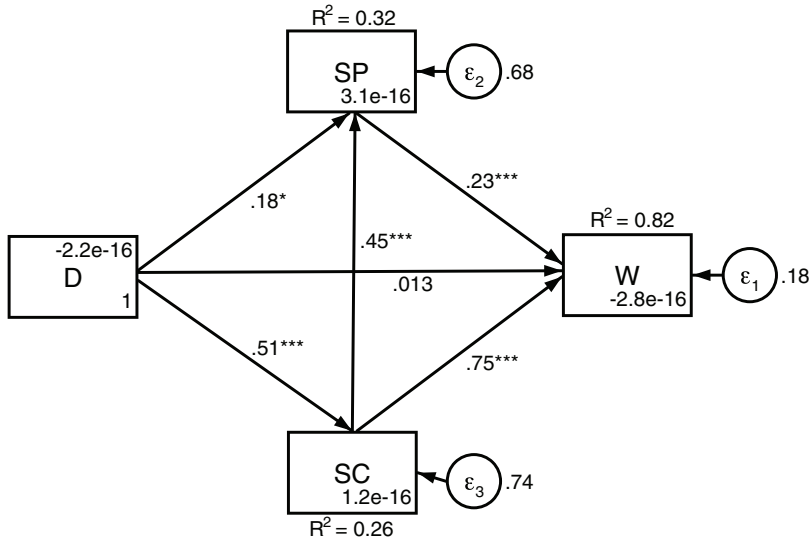 R² = 0.32
SP
3.1e-16
ε₂
.68
.18*
.23***
.45***
R² = 0.82
-2.2e-16
D
1
.013
W
-2.8e-16
ε₁
.18
.51***
.75***
SC
1.2e-16
ε₃
.74
R² = 0.26